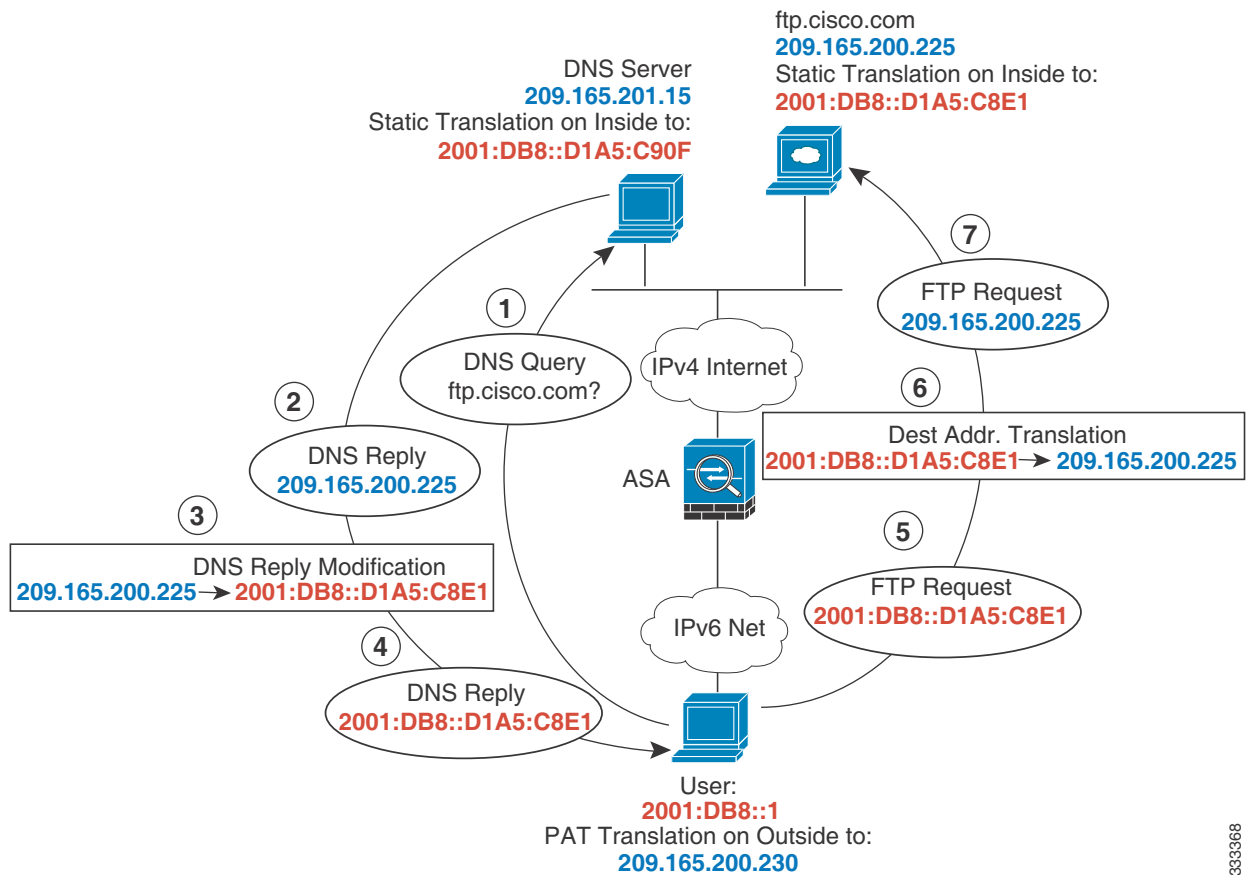 ftp.cisco.com
209.165.200.225
Static Translation on Inside to:
2001:DB8::D1A5:C8E1
DNS Server
209.165.201.15
Static Translation on Inside to:
2001:DB8::D1A5:C90F
1
DNS Query
ftp.cisco.com?
2
DNS Reply
209.165.200.225
3
DNS Reply Modification
209.165.200.225 → 2001:DB8::D1A5:C8E1
4
DNS Reply
2001:DB8::D1A5:C8E1
IPv4 Internet
ASA
IPv6 Net
7
FTP Request
209.165.200.225
6
Dest Addr. Translation
2001:DB8::D1A5:C8E1 → 209.165.200.225
5
FTP Request
2001:DB8::D1A5:C8E1
User:
2001:DB8::1
PAT Translation on Outside to:
209.165.200.230
333368